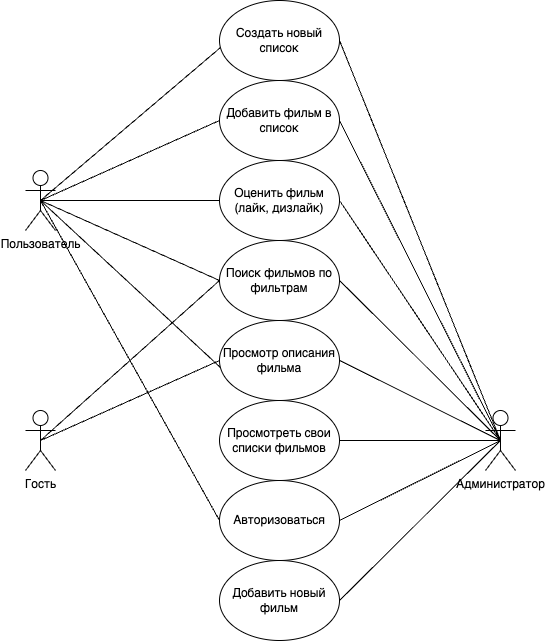 Создать новый
список
Добавить фильм в
список
Оценить фильм
(лайк, дизлайк)
Пользователь
Поиск фильмов по
фильтрам
Просмотр описания
фильма
Просмотреть свои
списки фильмов
Гость
Администратор
Авторизоваться
Добавить новый
фильм